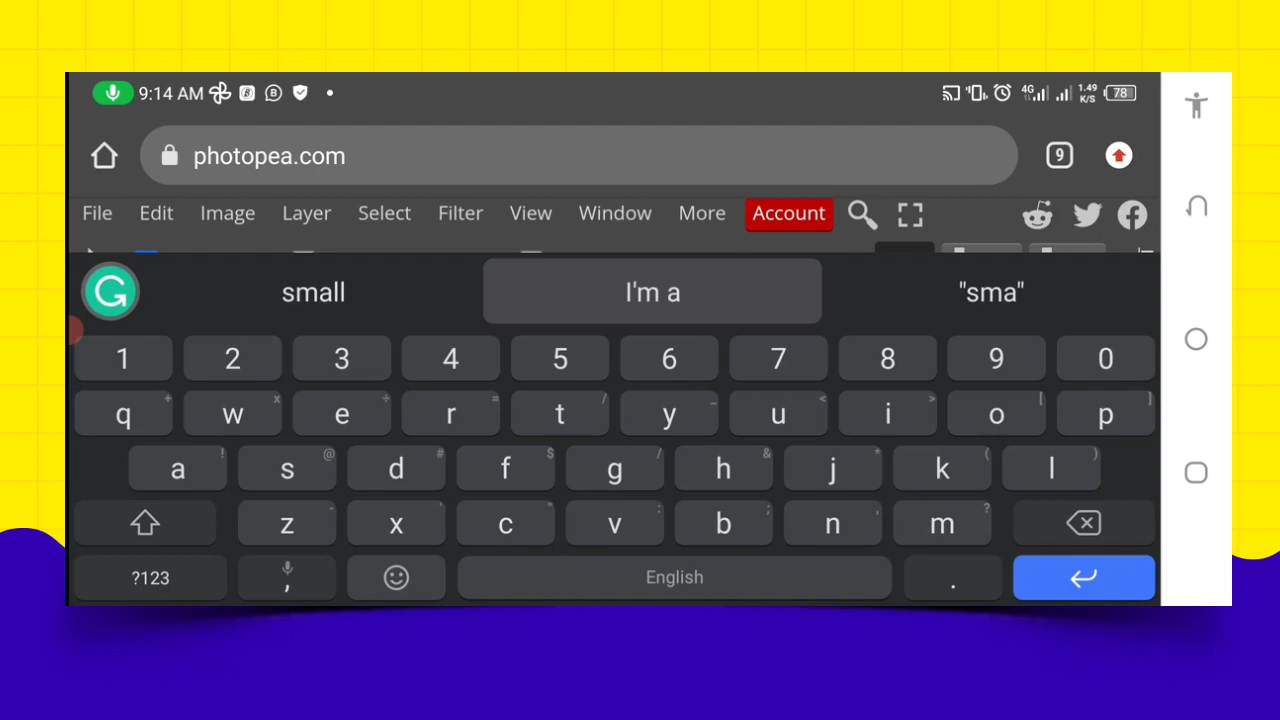 9:14 AM 4G 1.49 K/S 78
photopea.com 9
File Edit Image Layer Select Filter View Window More Account
small I'm a "sma"
1 2 3 4 5 6 7 8 9 0
q + w x e ÷ r = t / y _ u < i > o [ p ]
a ! s @ d # f $ g / h & j * k ( l )
z - x ' c " v : b ; n , m ?
?123 , English .